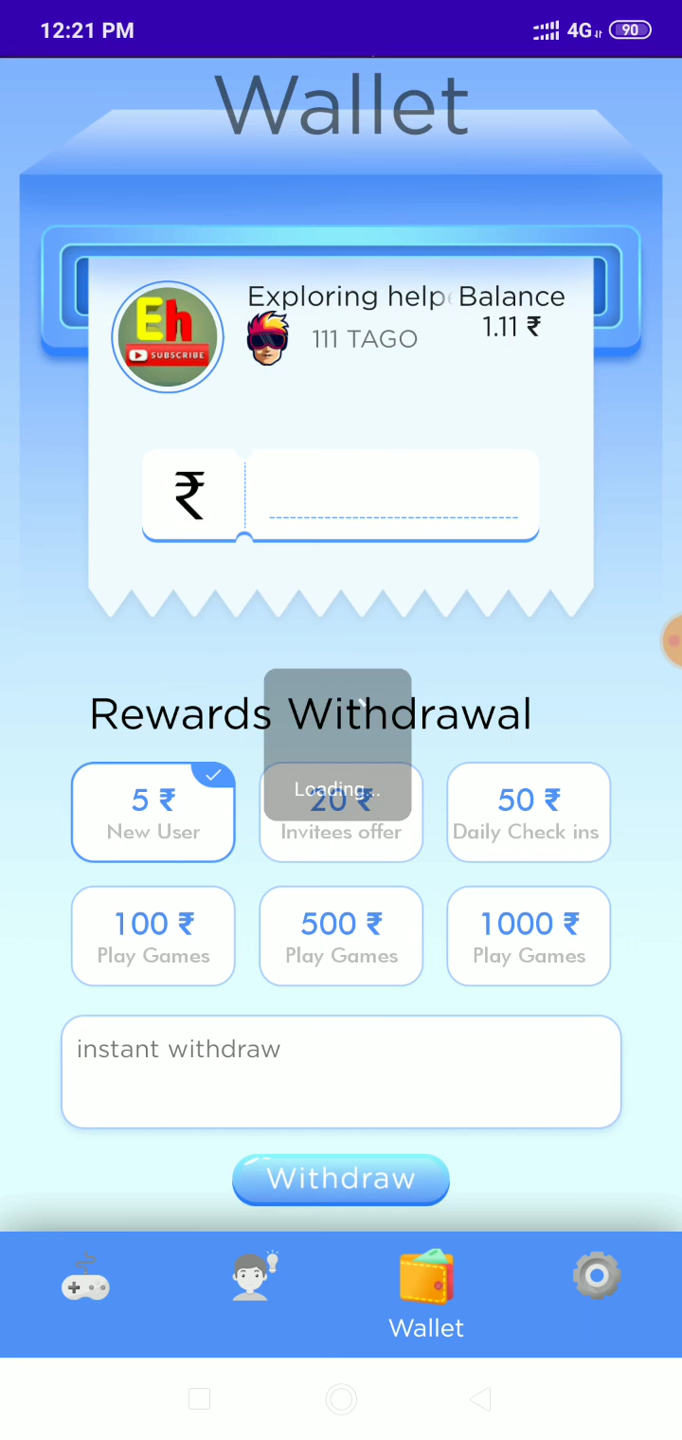 12:21 PM
4G
90
Wallet
Exploring help
Balance
1.11 ₹
Eh
SUBSCRIBE
111 TAGO
₹
Rewards Withdrawal
Loading...
5 ₹
20 ₹
50 ₹
New User
Invitees offer
Daily Check ins
100 ₹
500 ₹
1000 ₹
Play Games
Play Games
Play Games
instant withdraw
Withdraw
Wallet